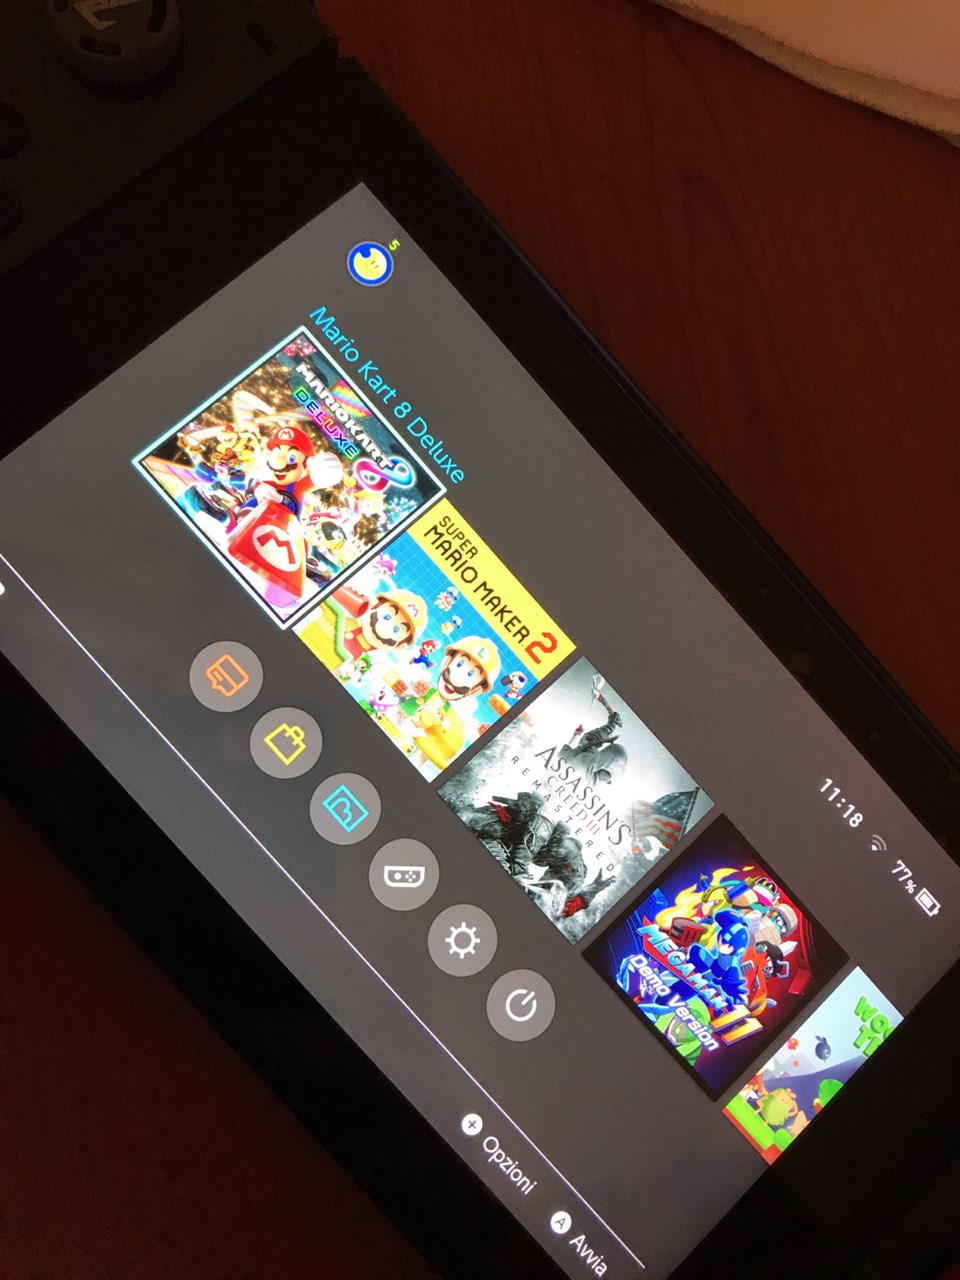 5
11:18
77%
Mario Kart 8 Deluxe
MARIOKART
8
DELUXE
M
SUPER
MARIO MAKER 2
M
L
ASSASSIN'S
CREED III
REMASTERED
MEGAMAN 11
Demo Version
+ Opzioni
A Avvia